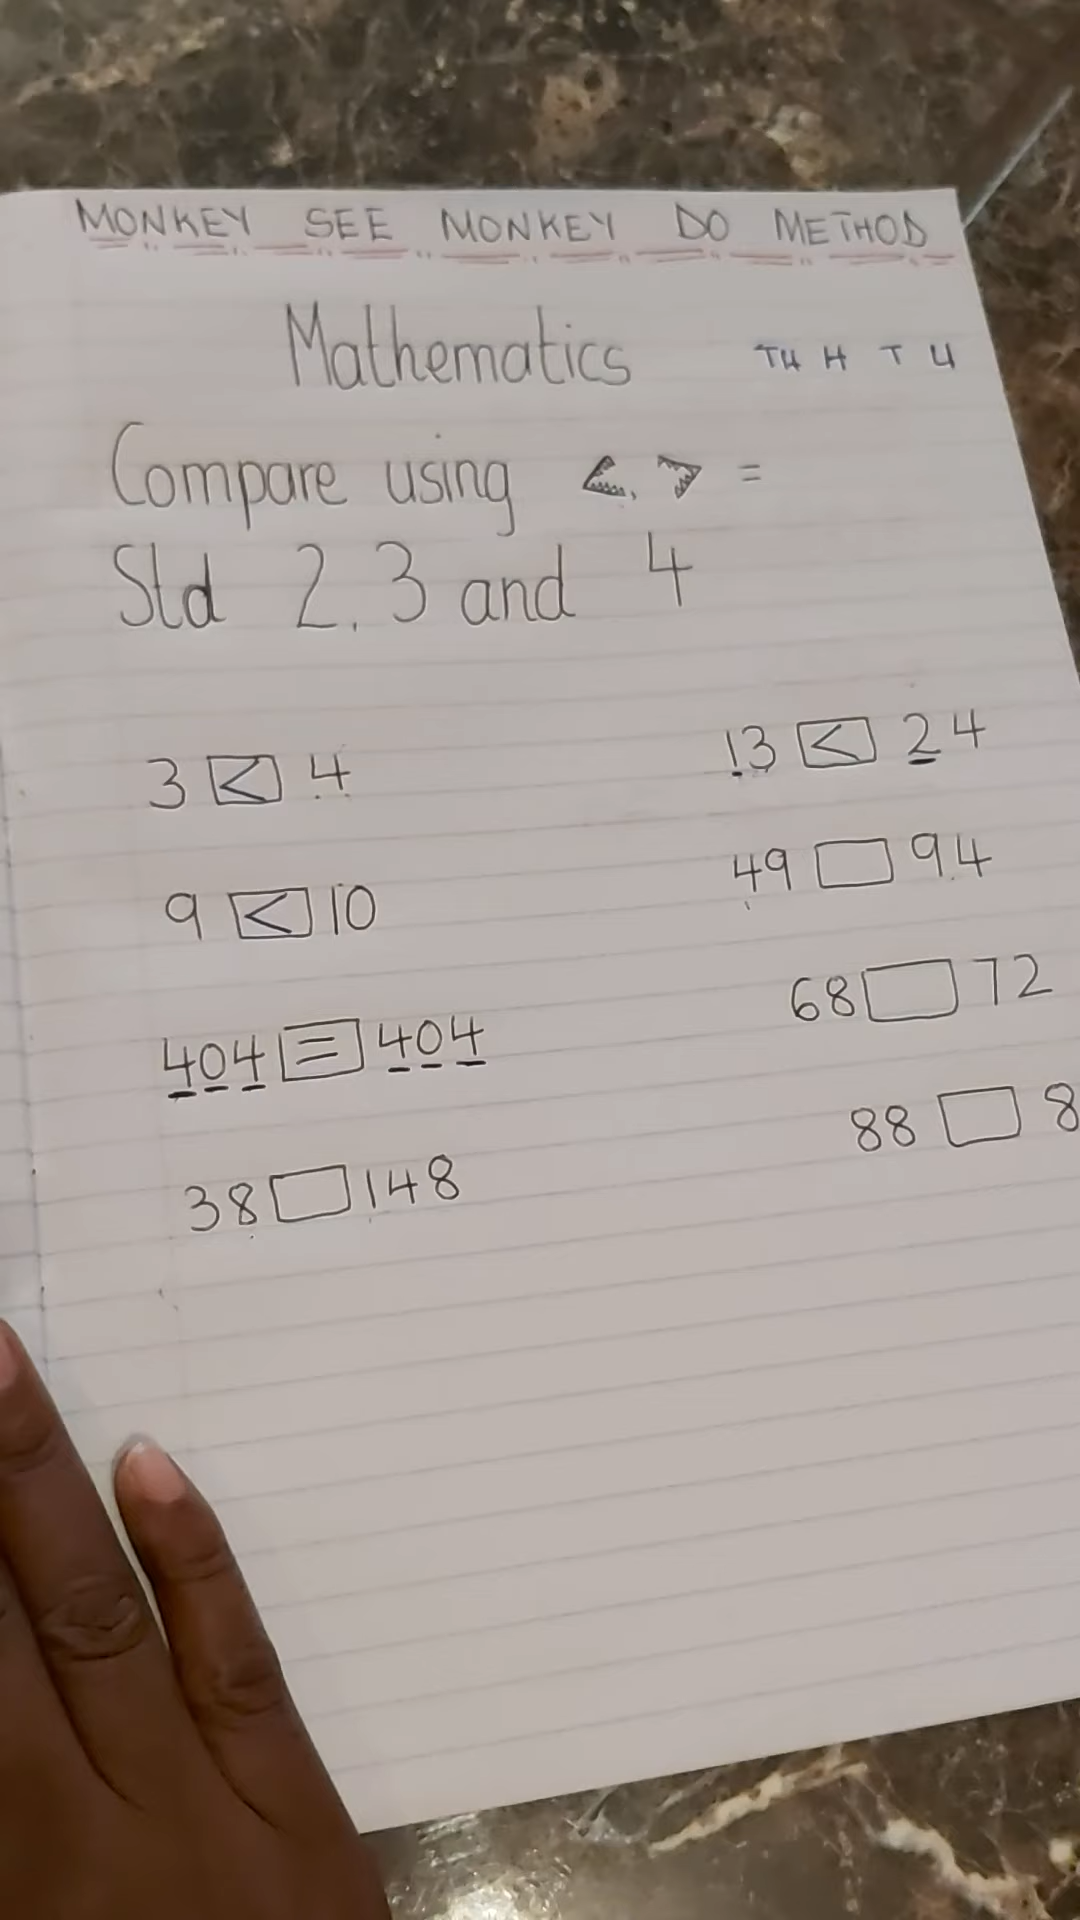 MONKEY SEE MONKEY DO METHOD
Mathematics
TH H T U
Compare using <, > =
Std 2, 3 and 4
3 < 4
13 < 24
9 < 10
49 □ 94
404 = 404
68 □ 72
38 □ 148
88 □ 8